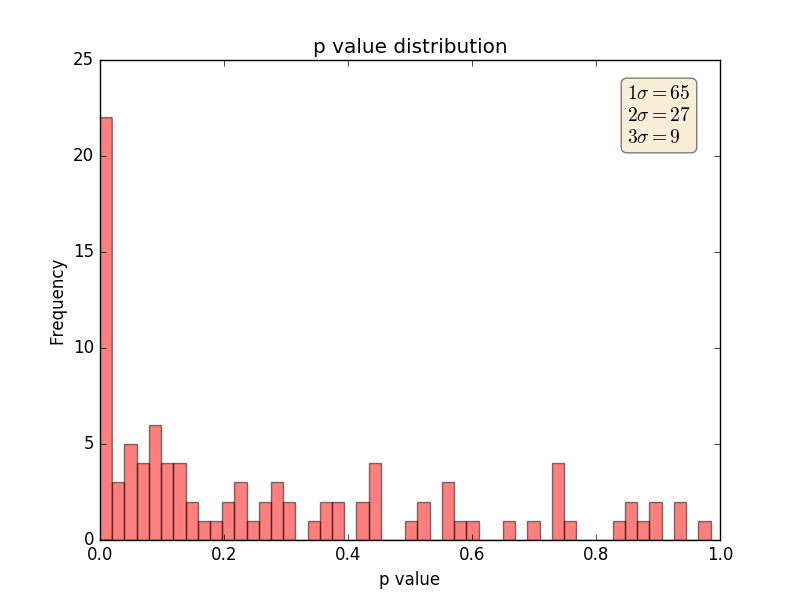 p value distribution
25
20
15
10
5
0
Frequency
1σ = 65
2σ = 27
3σ = 9
0.0 0.2 0.4 0.6 0.8 1.0
p value